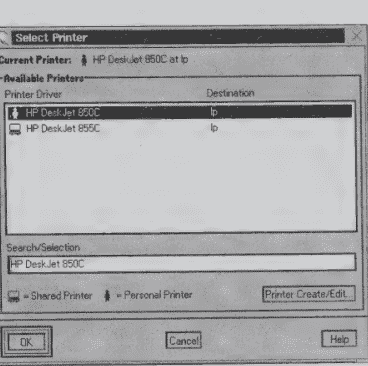 Select Printer
Current Printer: HP DeskJet 850C at lp
Available Printers
Printer Driver Destination
HP DeskJet 850C lp
HP DeskJet 855C lp
Search/Selection
HP DeskJet 850C
= Shared Printer = Personal Printer
Printer Create/Edit...
OK Cancel Help